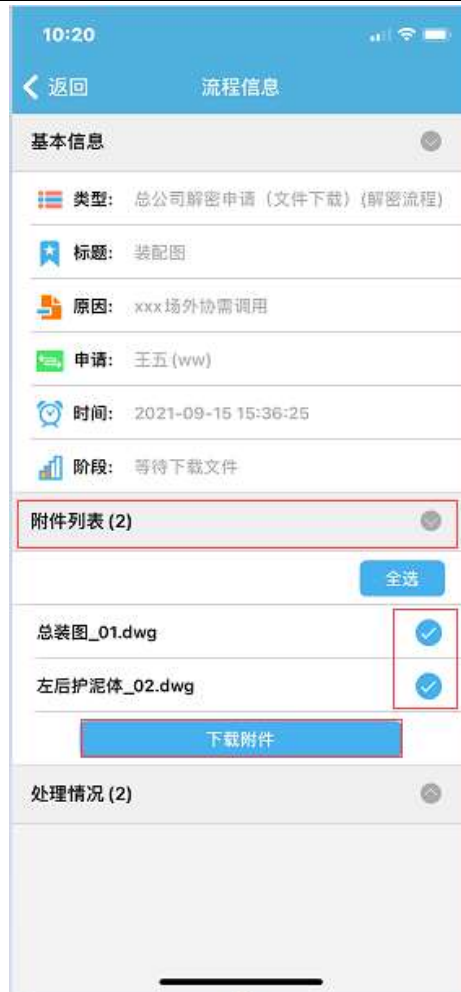 10:20
返回
流程信息
基本信息
类型: 总公司解密申请（文件下载）(解密流程)
标题: 装配图
原因: xxx场外协需调用
申请: 王五 (ww)
时间: 2021-09-15 15:36:25
阶段: 等待下载文件
附件列表 (2)
全选
总装图_01.dwg
左后护泥体_02.dwg
下载附件
处理情况 (2)